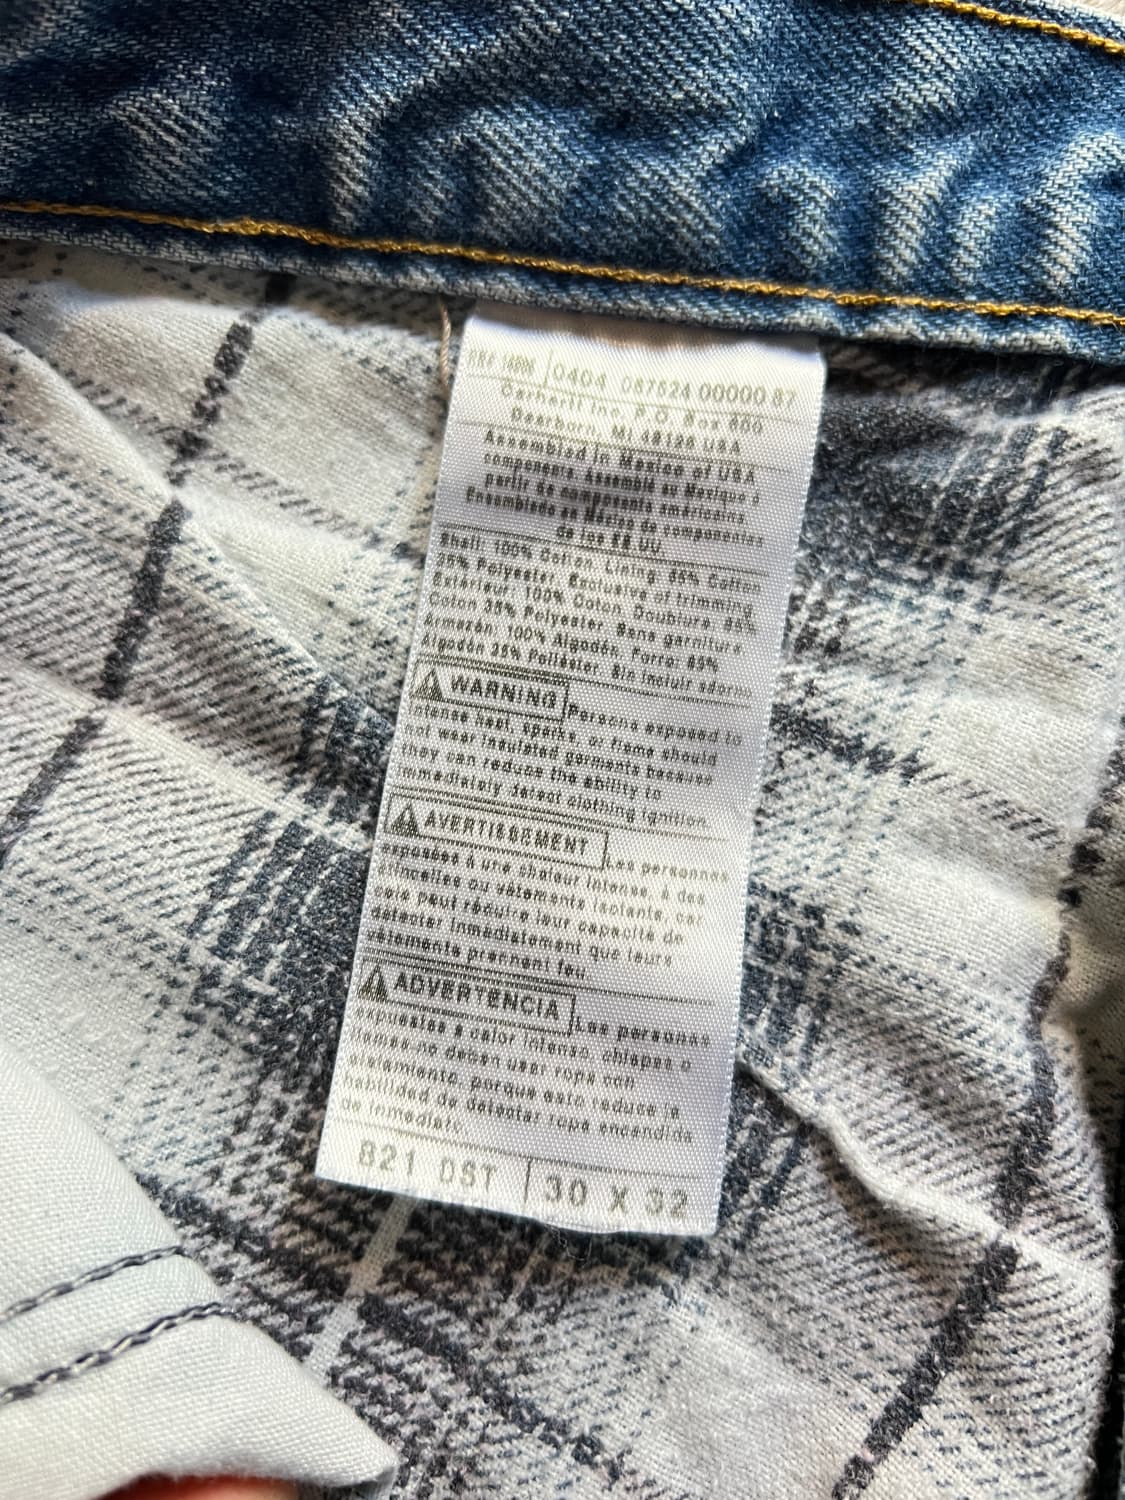 RN# 14806 0404 087524 00000 87
Carhartt Inc, P.O. Box 600
Dearborn, MI 48126 USA
Assembled in Mexico of USA
components. Assemblé au Mexique à
partir de composants américains.
Ensamblado en México de componentes
de los EE.UU.
Shell, 100% Cotton, Lining: 65% Cotton
35% Polyester, Exclusive of trimming
Extérieur, 100% Coton, Doublure, 65%
Coton 35% Polyester, Sans garniture
Armazón, 100% Algodón, Forro: 65%
Algodón 35% Poliéster. Sin incluir adorno
WARNING Persons exposed to
intense heat, sparks, or flame should
not wear insulated garments because
they can reduce the ability to
immediately detect clothing ignition.
AVERTISSEMENT Les personnes
exposées à une chaleur intense, à des
étincelles ou vêtements isolants, car
cela peut réduire leur capacité de
détecter immédiatement que leurs
vêtements prennent feu.
ADVERTENCIA Las personas
expuestas a calor intenso, chispas o
llamas no deben usar ropa con
aislamiento, porque esto reduce la
habilidad de detectar ropa encendida
de inmediato.
B21 DST 30 X 32